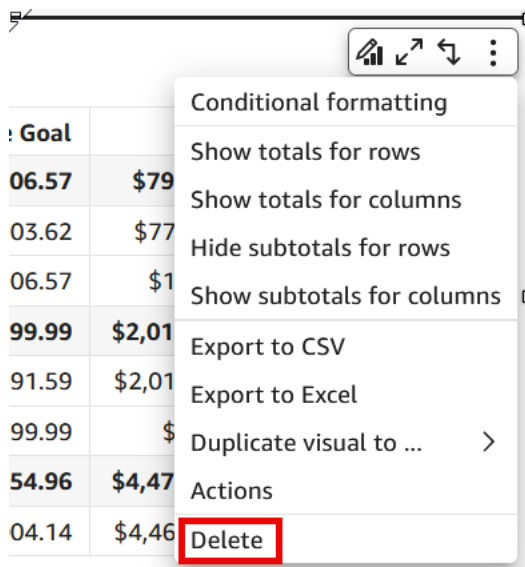 Conditional formatting
Goal
Show totals for rows
06.57 $79
Show totals for columns
03.62 $77
Hide subtotals for rows
06.57 $1
Show subtotals for columns
99.99 $2,01
Export to CSV
91.59 $2,01
Export to Excel
99.99 $
Duplicate visual to ...
54.96 $4,47
Actions
04.14 $4,46
Delete